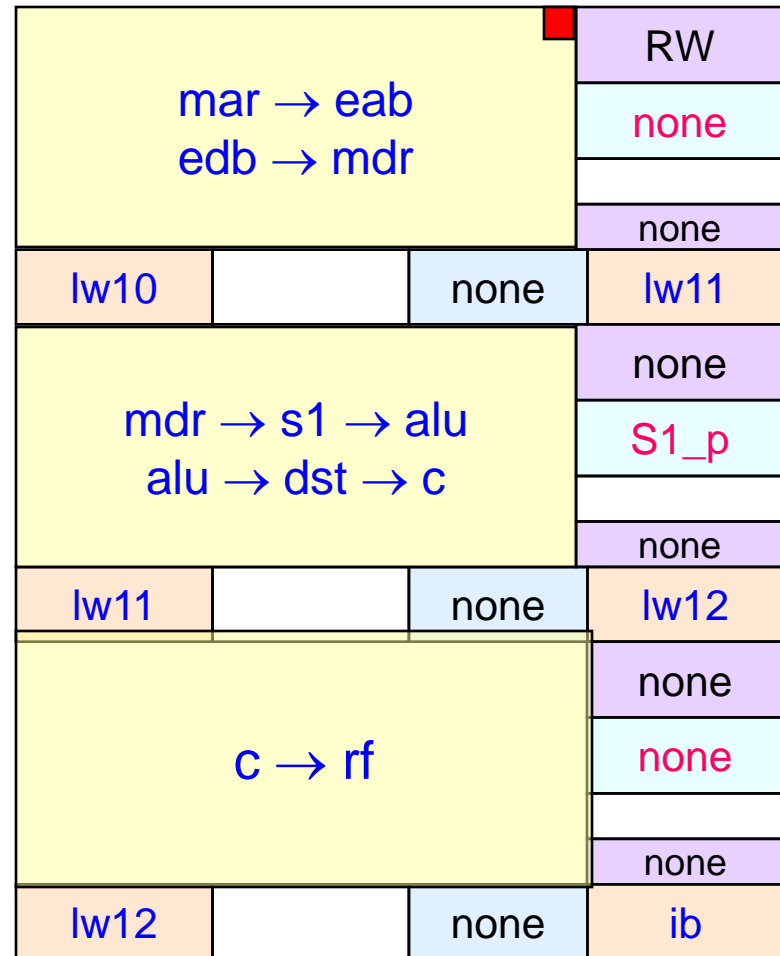 mar → eab
edb → mdr
RW
none
none
lw10
none
lw11
mdr → s1 → alu
alu → dst → c
none
S1_p
none
lw11
none
lw12
c → rf
none
none
none
lw12
none
ib